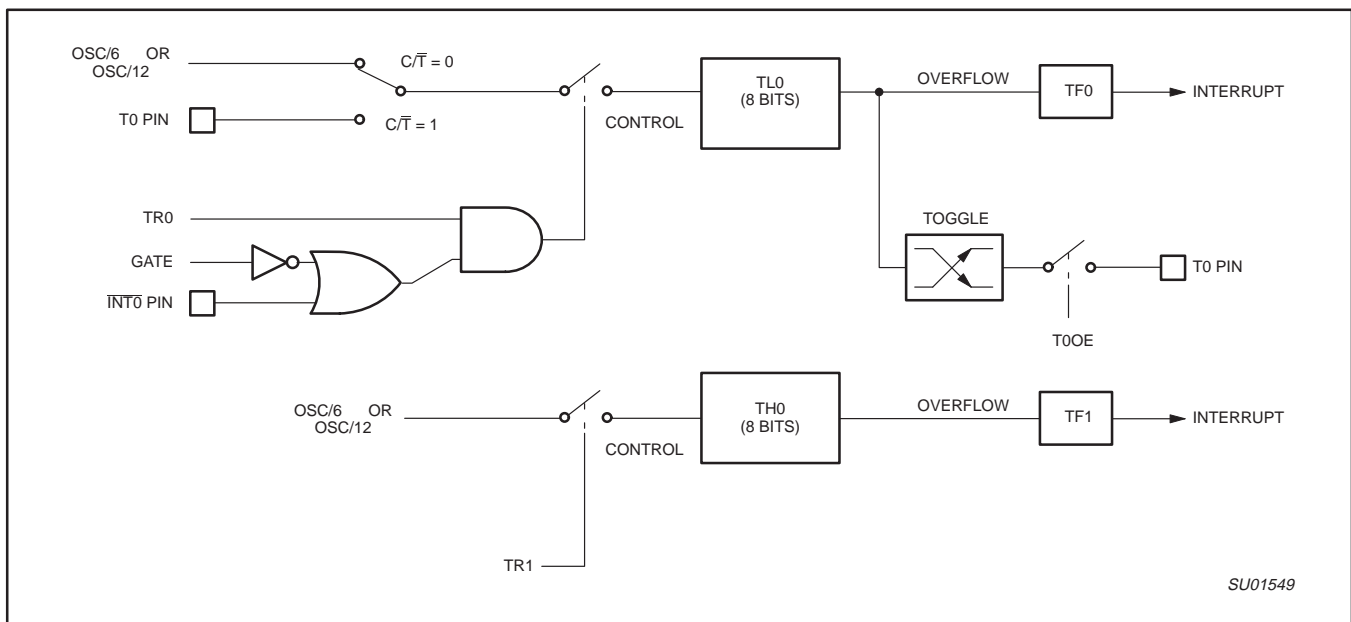 OSC/6 OR
OSC/12
C/T̅ = 0
T0 PIN
C/T̅ = 1
CONTROL
TL0
(8 BITS)
OVERFLOW
TF0
INTERRUPT
TR0
GATE
I̅N̅T̅0̅ PIN
TOGGLE
T0 PIN
T0OE
OSC/6 OR
OSC/12
CONTROL
TH0
(8 BITS)
OVERFLOW
TF1
INTERRUPT
TR1
SU01549